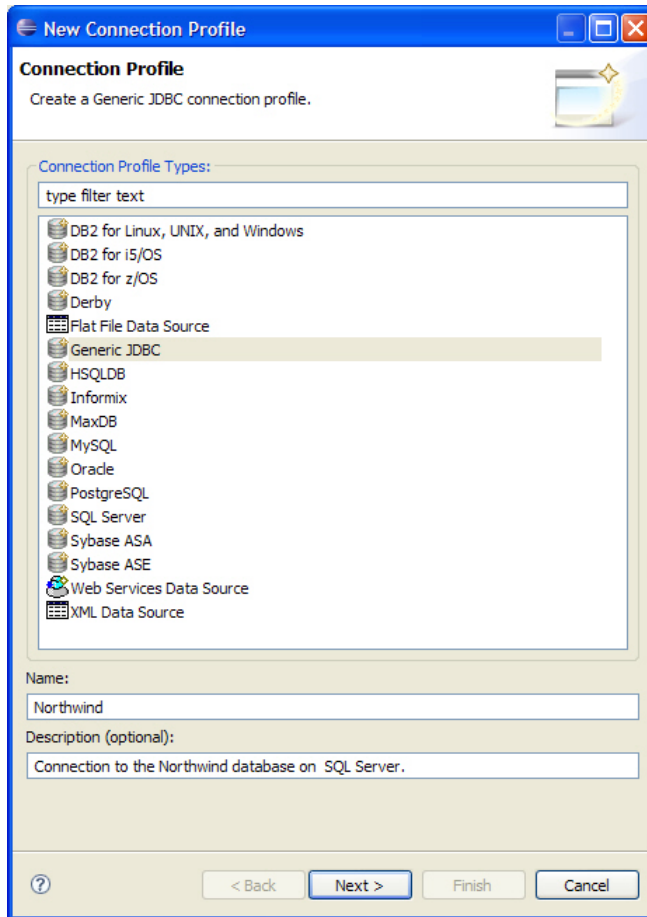 New Connection Profile
Connection Profile
Create a Generic JDBC connection profile.
Connection Profile Types:
type filter text
DB2 for Linux, UNIX, and Windows
DB2 for i5/OS
DB2 for z/OS
Derby
Flat File Data Source
Generic JDBC
HSQLDB
Informix
MaxDB
MySQL
Oracle
PostgreSQL
SQL Server
Sybase ASA
Sybase ASE
Web Services Data Source
XML Data Source
Name:
Northwind
Description (optional):
Connection to the Northwind database on  SQL Server.
? < Back Next > Finish Cancel